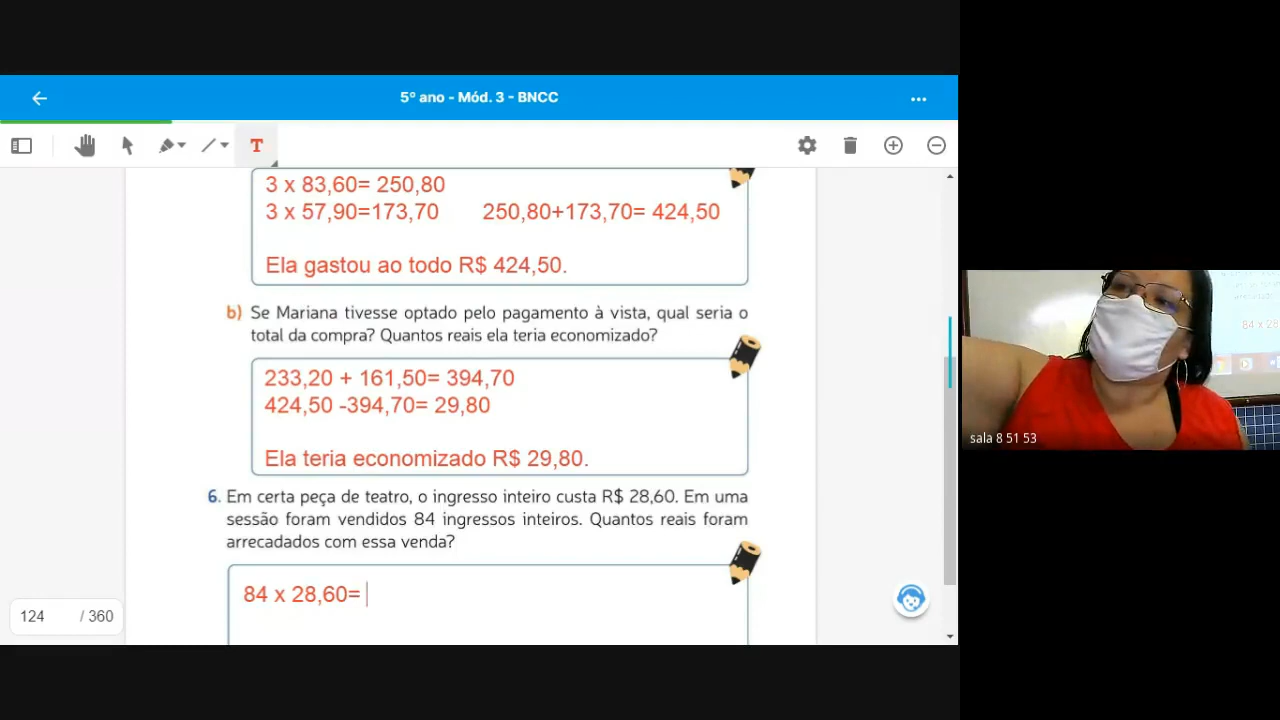 5º ano - Mód. 3 - BNCC
T
3 x 83,60= 250,80
3 x 57,90=173,70 250,80+173,70= 424,50
Ela gastou ao todo R$ 424,50.
b) Se Mariana tivesse optado pelo pagamento à vista, qual seria o
total da compra? Quantos reais ela teria economizado?
233,20 + 161,50= 394,70
424,50 -394,70= 29,80
Ela teria economizado R$ 29,80.
6. Em certa peça de teatro, o ingresso inteiro custa R$ 28,60. Em uma
sessão foram vendidos 84 ingressos inteiros. Quantos reais foram
arrecadados com essa venda?
84 x 28,60=
124 / 360
84 x 28
sala 8 51 53